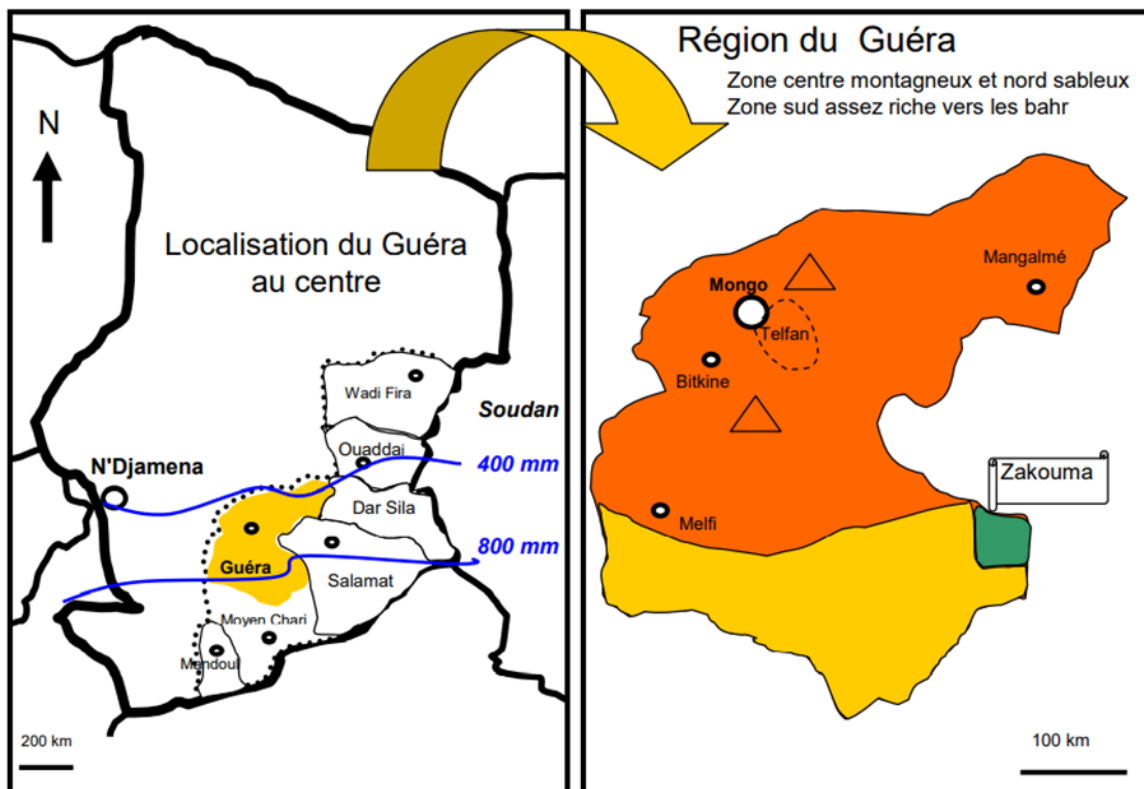 N
Localisation du Guéra
au centre
Wadi Fira
Soudan
Ouaddai
400 mm
N'Djamena
Dar Sila
800 mm
Guéra
Salamat
Moyen Chari
Mandoul
200 km
Région du Guéra
Zone centre montagneux et nord sableux
Zone sud assez riche vers les bahr
Mangalmé
Mongo
Telfan
Bitkine
Zakouma
Melfi
100 km